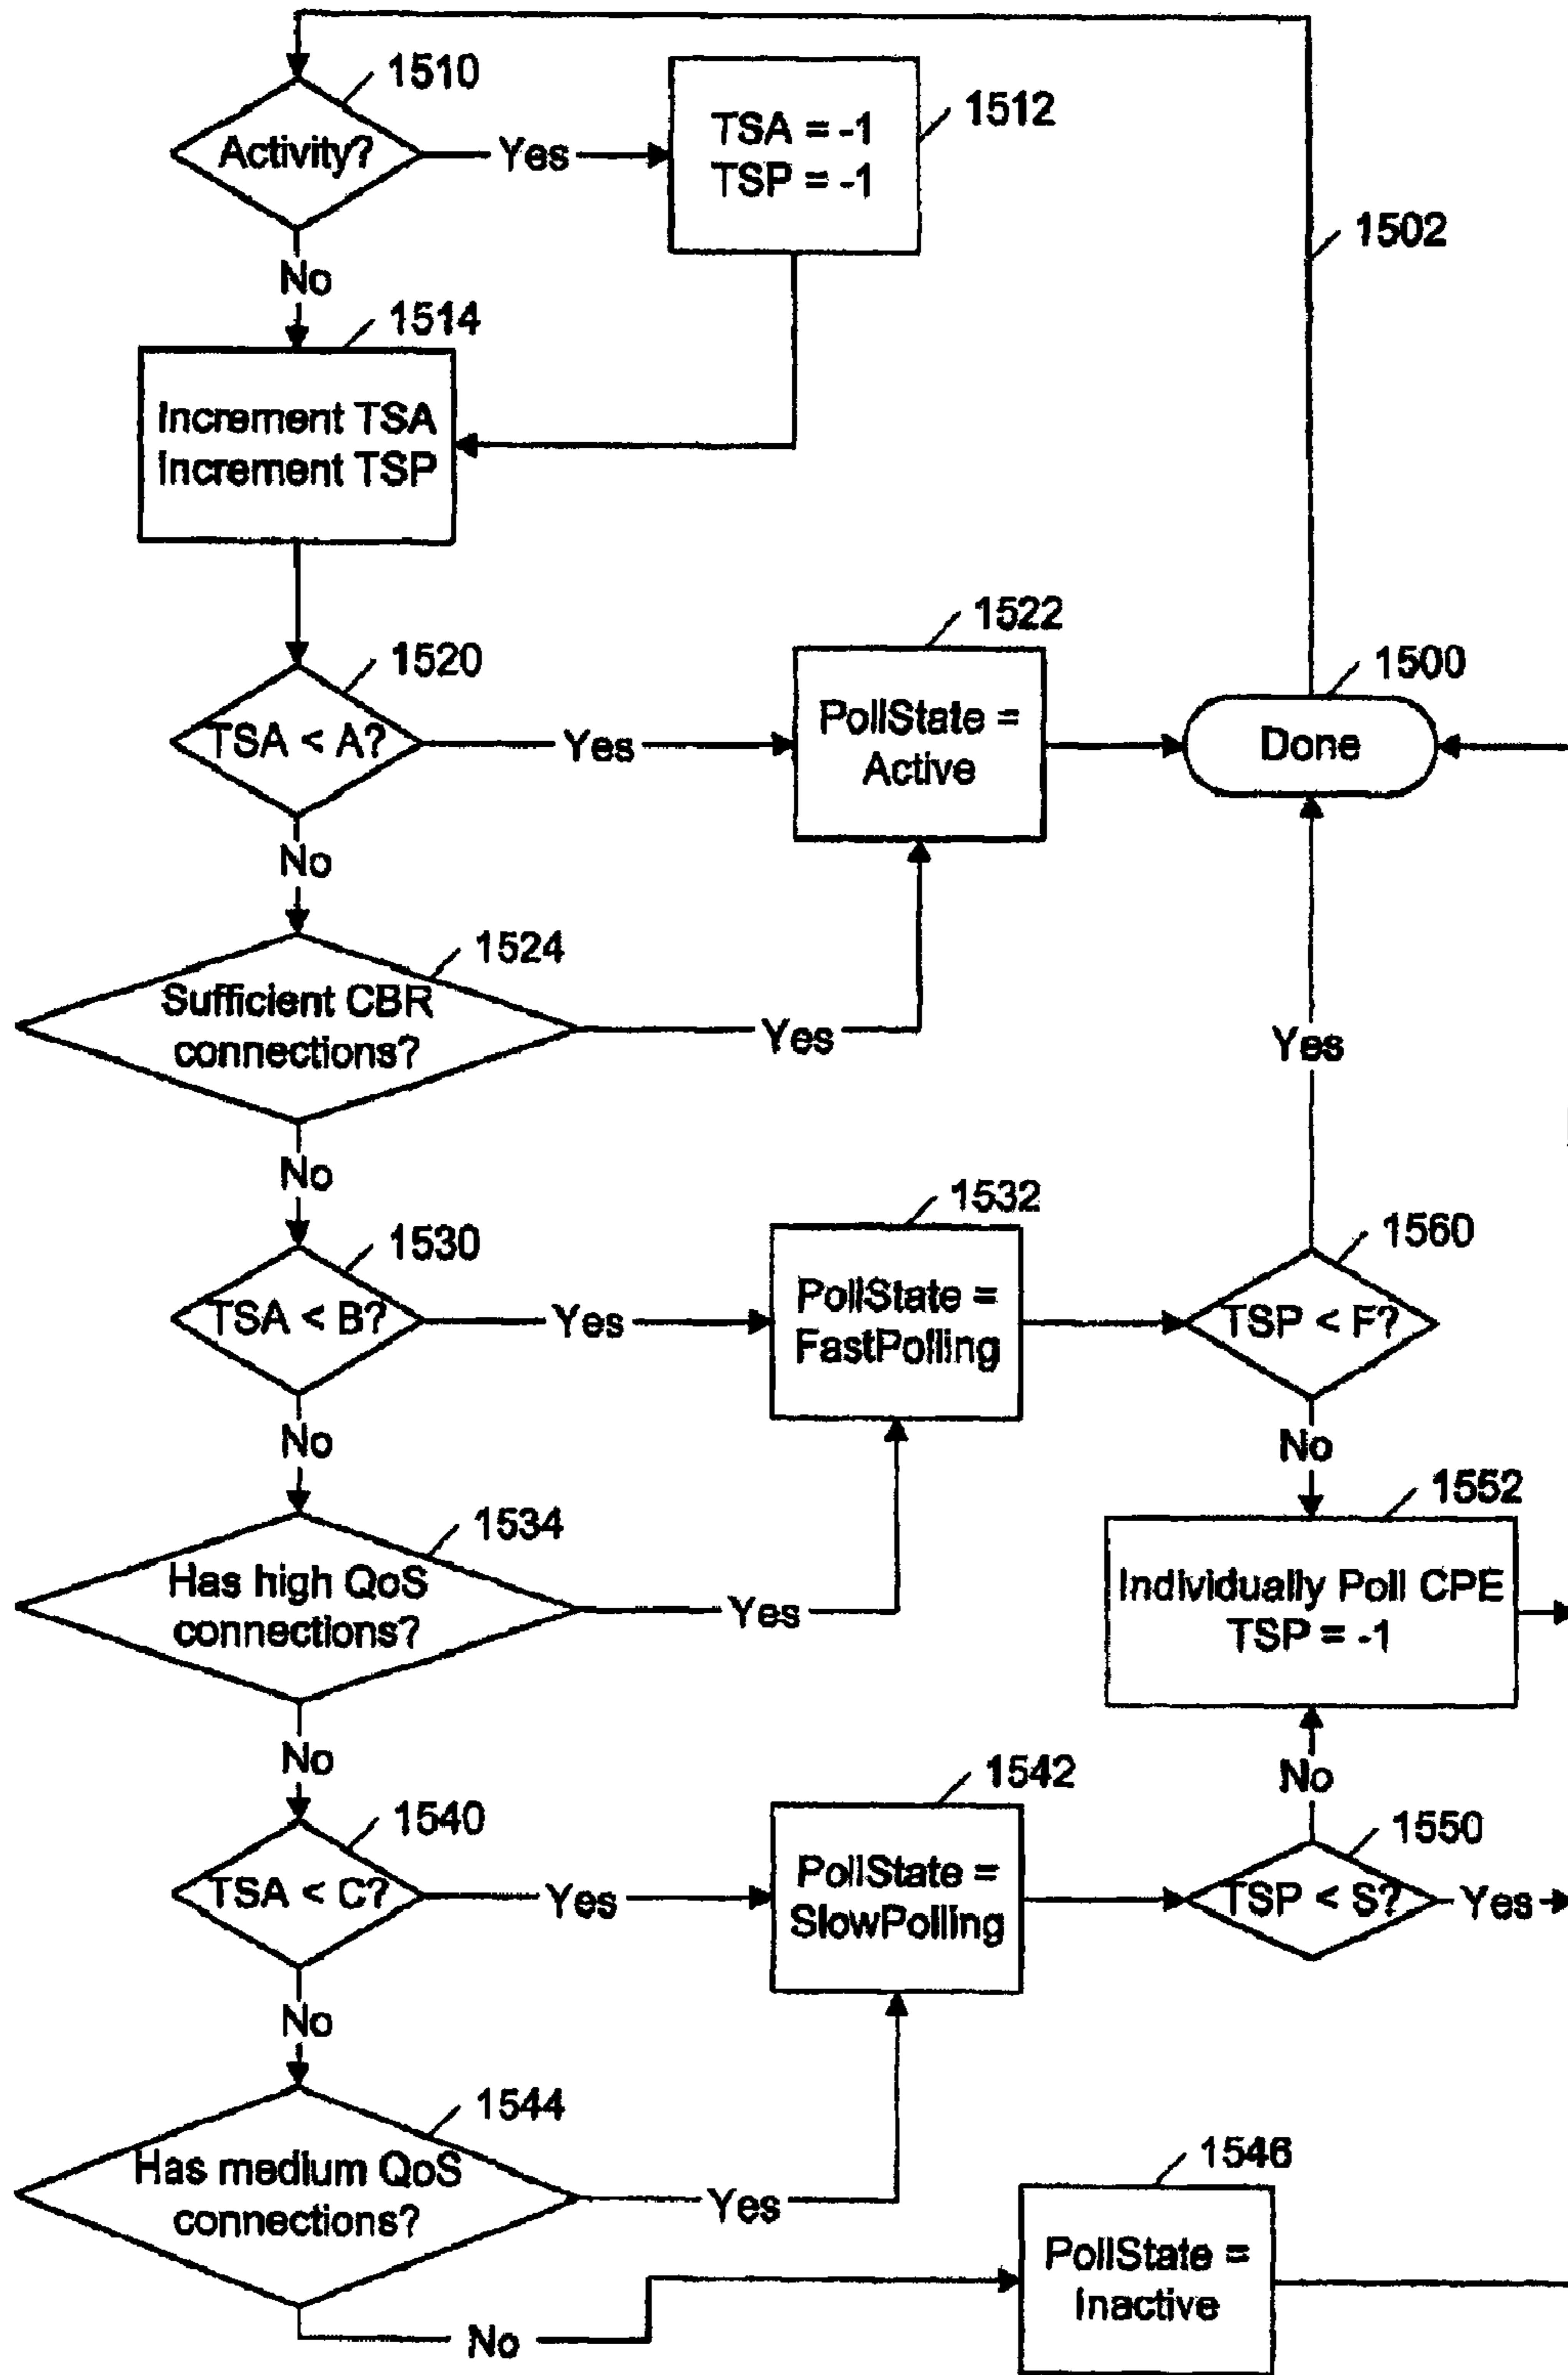 1510
Activity?
Yes
TSA = -1
TSP = -1
1512
1502
No
1514
Increment TSA
Increment TSP
1520
TSA < A?
Yes
1522
PollState =
Active
1500
Done
No
1524
Sufficient CBR
connections?
Yes
Yes
No
1530
TSA < B?
Yes
1532
PollState =
FastPolling
1560
TSP < F?
No
No
1534
Has high QoS
connections?
Yes
1552
Individually Poll CPE
TSP = -1
No
No
1540
TSA < C?
Yes
1542
PollState =
SlowPolling
1550
TSP < S?
Yes
No
1544
Has medium QoS
connections?
Yes
1546
PollState =
Inactive
No